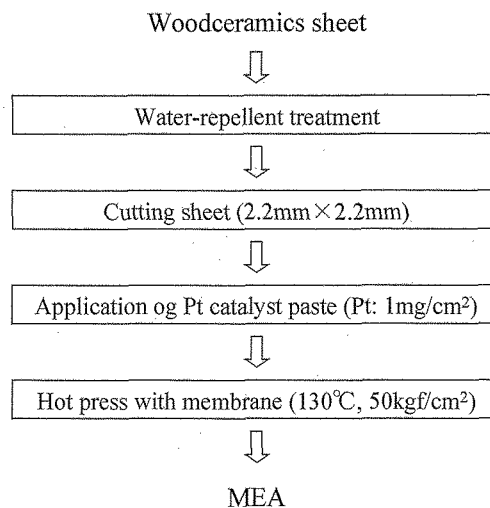 Woodceramics sheet
Water-repellent treatment
Cutting sheet (2.2mm×2.2mm)
Application og Pt catalyst paste (Pt: 1mg/cm²)
Hot press with membrane (130℃, 50kgf/cm²)
MEA